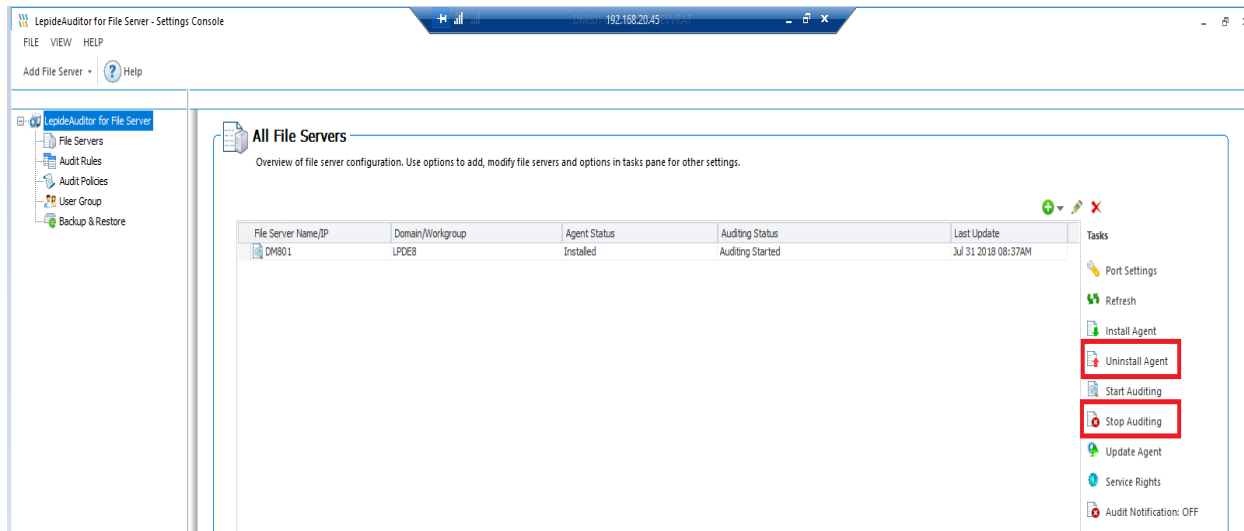 LepideAuditor for File Server - Settings Console
192.168.20.45
FILE VIEW HELP
Add File Server
? Help
LepideAuditor for File Server
File Servers
Audit Rules
Audit Policies
User Group
Backup & Restore
All File Servers
Overview of file server configuration. Use options to add, modify file servers and options in tasks pane for other settings.
File Server Name/IP Domain/Workgroup Agent Status Auditing Status Last Update
DM801 LPDE8 Installed Auditing Started Jul 31 2018 08:37AM
Tasks
Port Settings
Refresh
Install Agent
Uninstall Agent
Start Auditing
Stop Auditing
Update Agent
Service Rights
Audit Notification: OFF